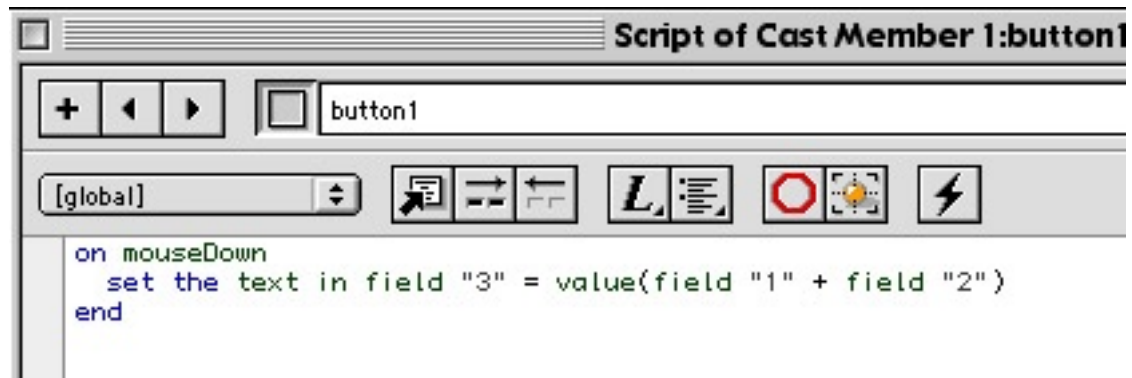 Script of Cast Member 1:button1
button1
[global]
L
on mouseDown
set the text in field "3" = value(field "1" + field "2")
end